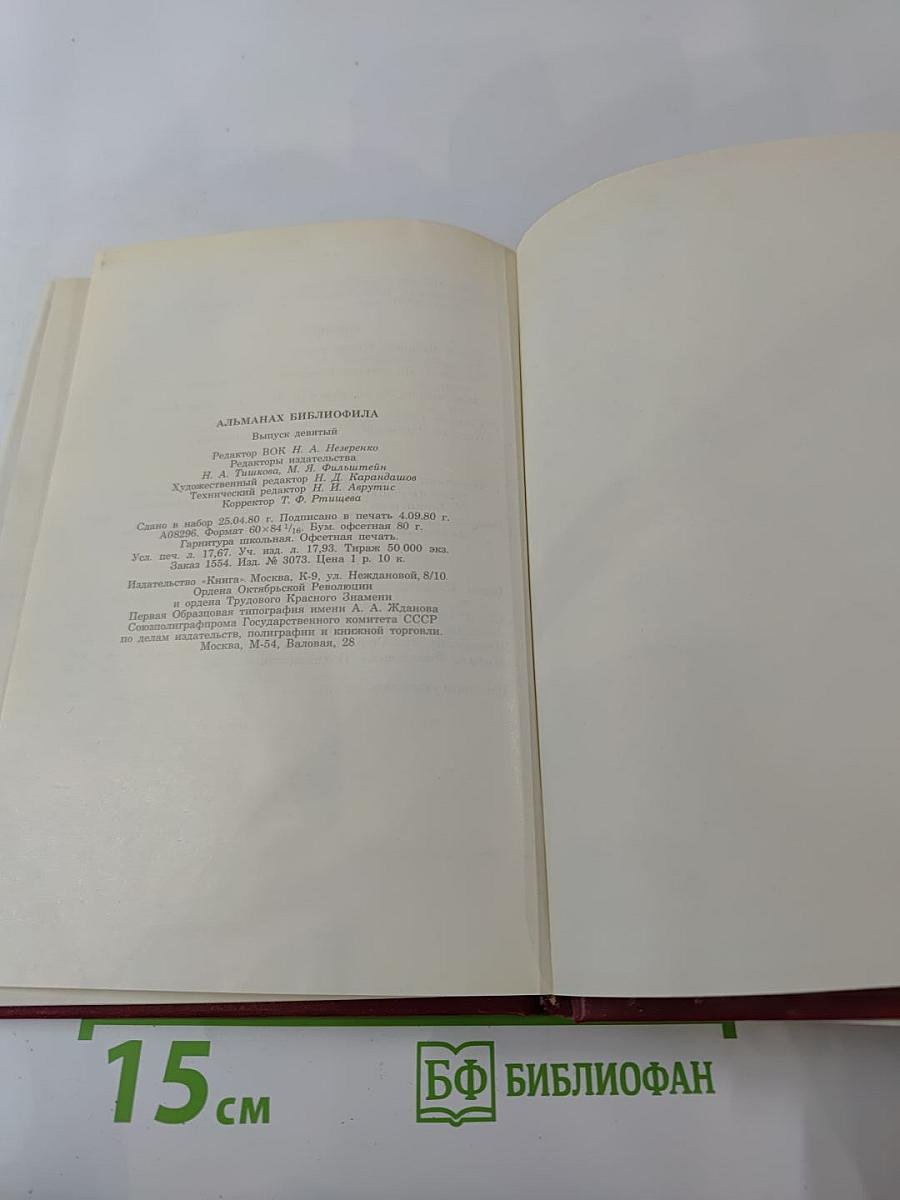 АЛЬМАНАХ БИБЛИОФИЛА
Выпуск девятый
Редактор ВОК Н. А. Незеренко
Редакторы издательства
Н. А. Тишкова, М. Я. Фильштейн
Художественный редактор Н. Д. Карандашов
Технический редактор Н. И. Аврутис
Корректор Т. Ф. Ртищева
Сдано в набор 25.04.80 г. Подписано в печать 4.09.80 г.
А08296. Формат 60×84 1/16. Бум. офсетная 80 г.
Гарнитура школьная. Офсетная печать.
Усл. печ. л. 17,67. Уч. изд. л. 17,93. Тираж 50 000 экз.
Заказ 1554. Изд. № 3073. Цена 1 р. 10 к.
Издательство «Книга». Москва, К-9, ул. Неждановой, 8/10.
Ордена Октябрьской Революции
и ордена Трудового Красного Знамени
Первая Образцовая типография имени А. А. Жданова
Союзполиграфпрома Государственного комитета СССР
по делам издательств, полиграфии и книжной торговли.
Москва, М-54, Валовая, 28
15 см
БФ БИБЛИОФАН